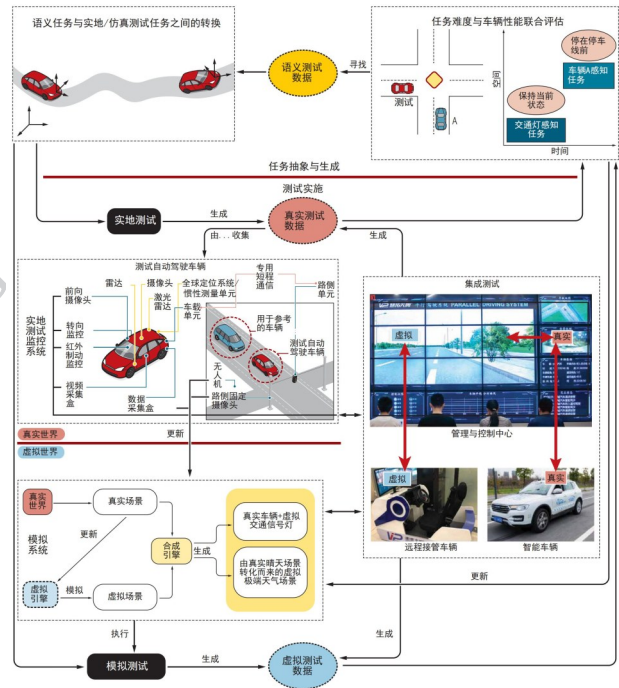 语义任务与实地/仿真测试任务之间的转换
语义测试
数据
寻找
任务难度与车辆性能联合评估
测试
A
空间
时间
停在停车
线前
车辆A感知
任务
保持当前
状态
交通灯感知
任务
任务抽象与生成
测试实施
实地测试
生成
真实测试
数据
生成
由...收集
测试自动驾驶车辆
实地
测试
监控
系统
前向
摄像头
雷达
摄像头
激光
雷达
全球定位系统/
惯性测量单元
车载
单元
专用
短程
通信
路侧
单元
转向
监控
红外
制动
监控
视频
采集
盒
数据
采集盒
用于参考
的车辆
测试自动
驾驶车辆
无
人
机
路侧固定
摄像头
真实世界
虚拟世界
更新
集成测试
PARALLEL DRIVING SYSTEM
虚拟
真实
管理与控制中心
虚拟
真实
远程接管车辆
智能车辆
模拟
系统
真实
世界
真实场景
更新
虚拟
引擎
模拟
虚拟场景
合成
引擎
生成
真实车辆+虚拟
交通信号灯
由真实晴天场景
转化而来的虚拟
极端天气场景
更新
执行
模拟测试
生成
虚拟测试
数据
生成